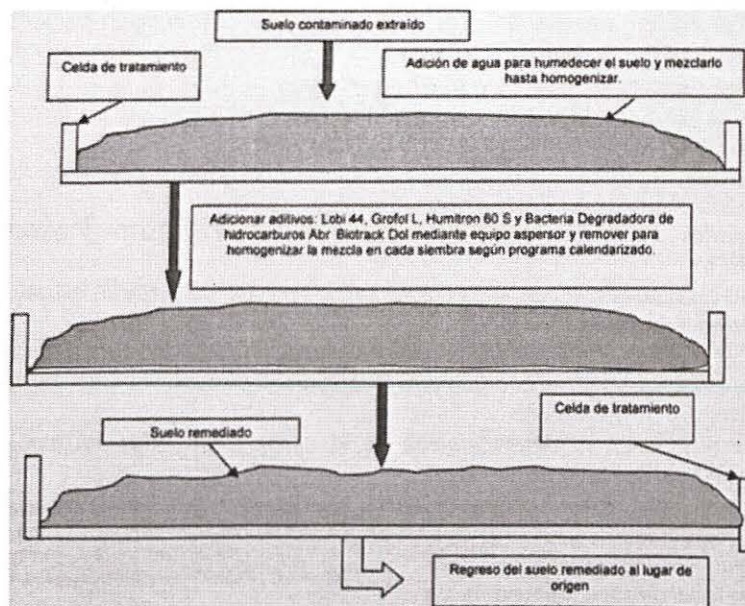 Suelo contaminado extraído
Celda de tratamiento
Adición de agua para humedecer el suelo y mezclarlo
hasta homogenizar.
Adicionar aditivos: Lobi 44, Grofol L, Humitron 60 S y Bacteria Degradadora de
hidrocarburos Abr Biotrack Dol mediante equipo aspersor y remover para
homogenizar la mezcla en cada siembra según programa calendarizado.
Celda de tratamiento
Suelo remediado
Regreso del suelo remediado al lugar de
origen